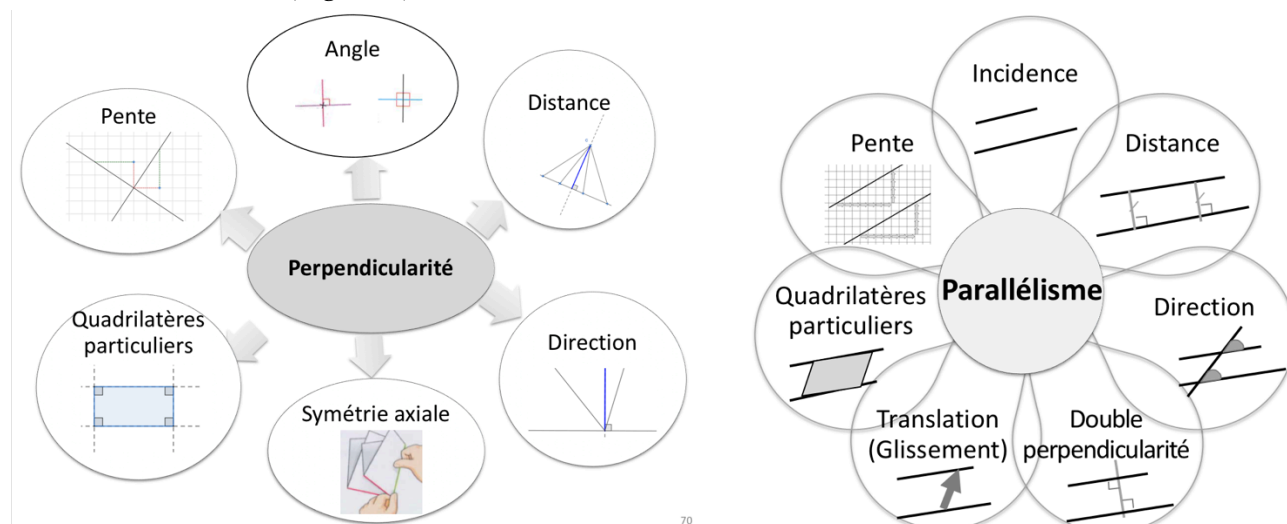 Angle
Pente
Distance
Perpendicularité
Quadrilatères
particuliers
Direction
Symétrie axiale
70
Incidence
Pente
Distance
Parallélisme
Quadrilatères
particuliers
Direction
Translation
(Glissement)
Double
perpendicularité